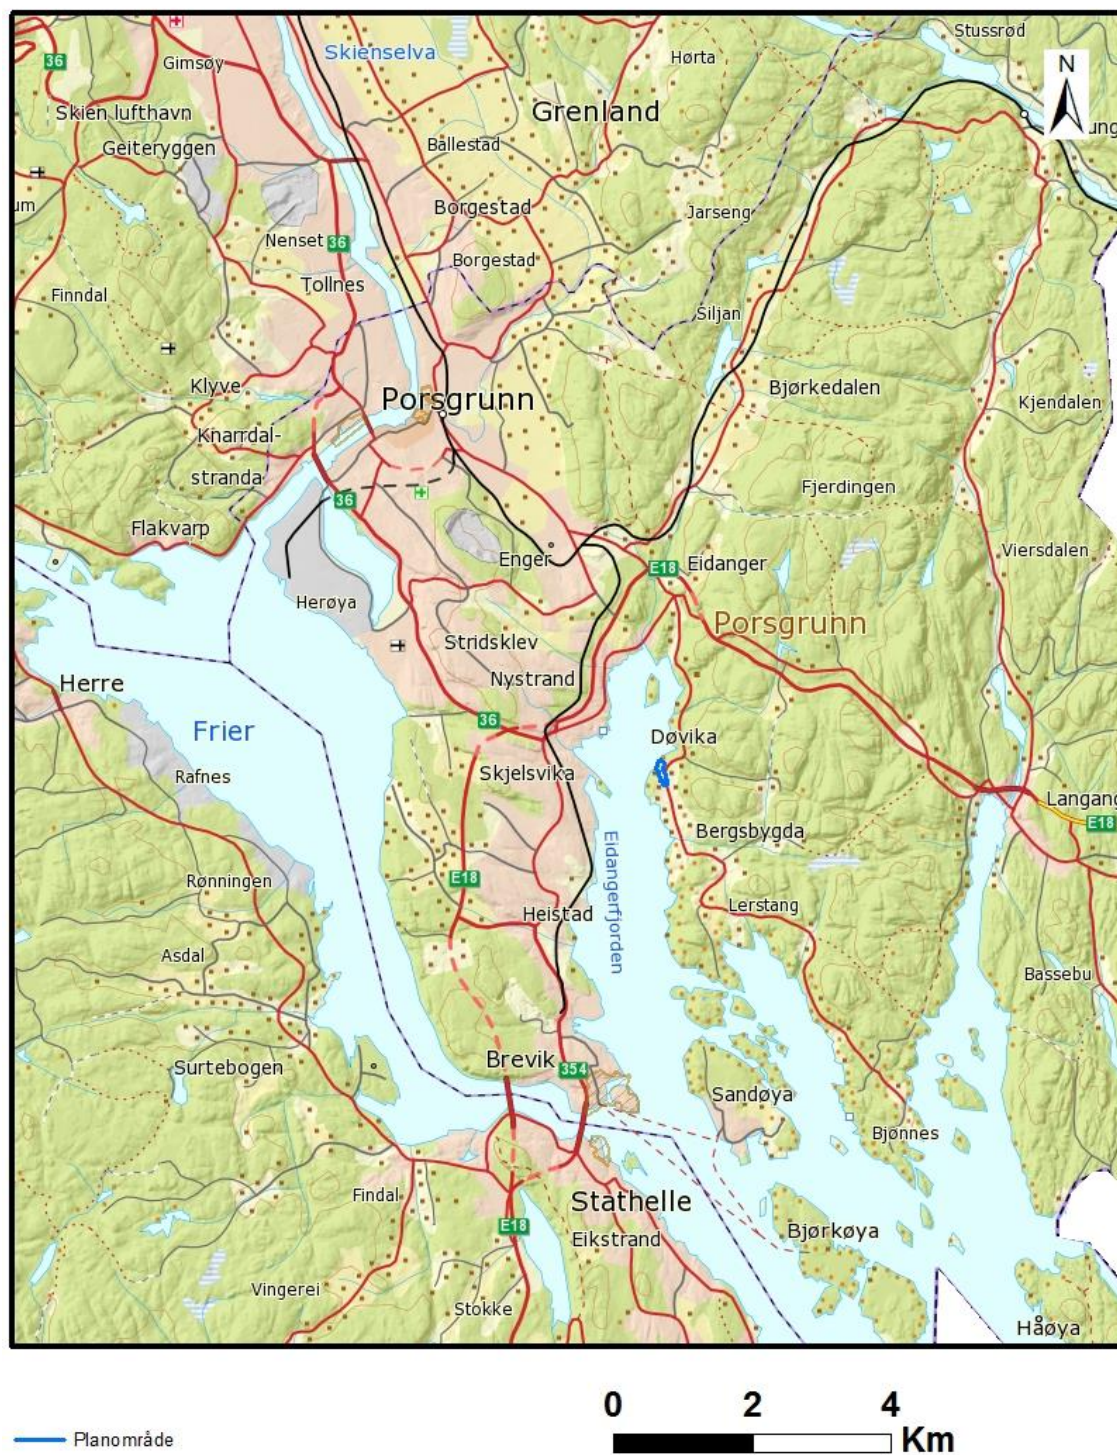 Stussrød
Skienselva
Hørta
N
36
Gimsøy
Grenland
Skien lufthavn
Geiteryggen
Ballestad
Borgestad
Jarseng
Nenset
36
Borgestad
Tollnes
Finndal
Siljan
Klyve
Porsgrunn
Bjørkedalen
Kjendalen
Knarrdal-
stranda
Fjerdingen
36
Flakvarp
Viersdalen
Enger
E18
Eidanger
Herøya
Porsgrunn
Stridsklev
Nystrand
Herre
Frier
36
Døvika
Rafnes
Skjelsvika
Langang
E18
Bergsbygda
E18
Rønningen
Eidangerfjorden
Lerstang
Heistad
Asdal
Bassebu
Brevik
354
Surtebogen
Sandøya
Bjønnes
Findal
Stathelle
E18
Eikstrand
Bjørkøya
Vingerei
Stokke
Håøya
0 2 4
Km
Planområde